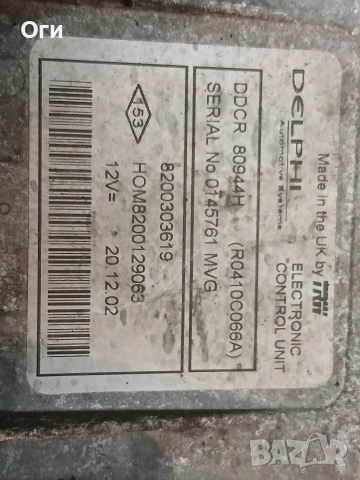 Оги
Made in the UK by TRW
DELPHI
Automotive Systems
ELECTRONIC
CONTROL UNIT
DDCR 80944H (R0410C066A)
SERIAL No.0145761 MVG
153
8200303619
HOM8200129063
12V= 20.12.02
BAZAR